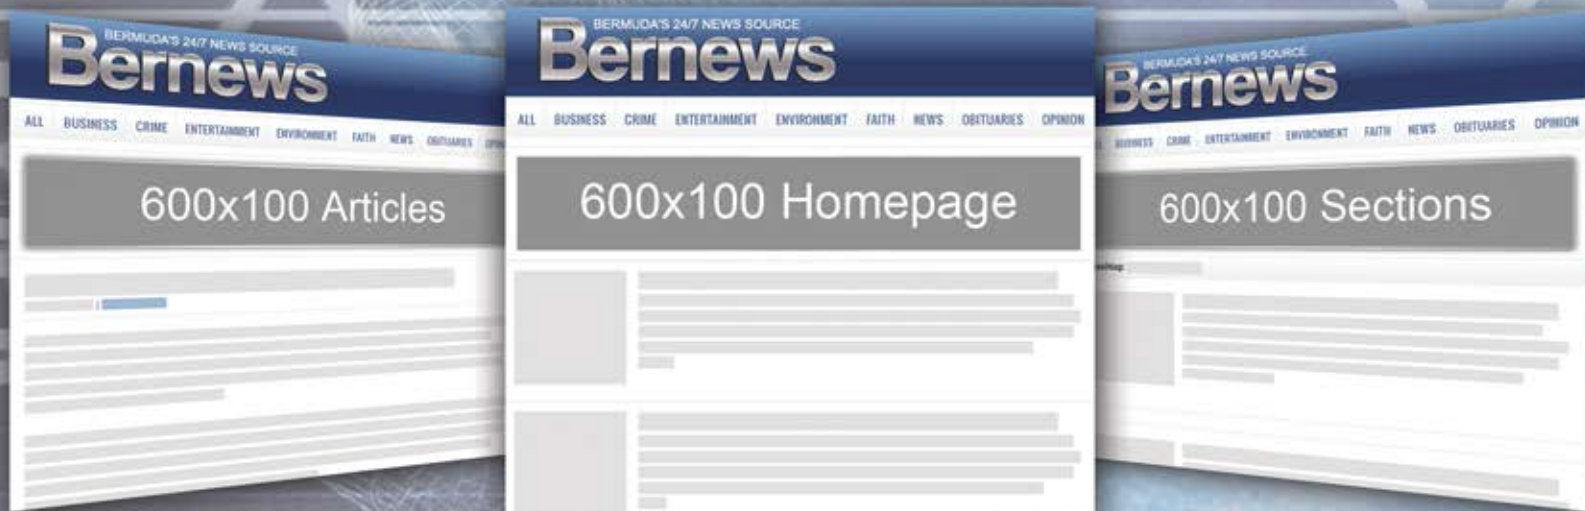 BERMUDA'S 24/7 NEWS SOURCE
Bernews
ALL BUSINESS CRIME ENTERTAINMENT ENVIRONMENT FAITH NEWS OBITUARIES
600x100 Articles
BERMUDA'S 24/7 NEWS SOURCE
Bernews
ALL BUSINESS CRIME ENTERTAINMENT ENVIRONMENT FAITH NEWS OBITUARIES OPINION
600x100 Homepage
BERMUDA'S 24/7 NEWS SOURCE
Bernews
BUSINESS CRIME ENTERTAINMENT ENVIRONMENT FAITH NEWS OBITUARIES OPINION
600x100 Sections